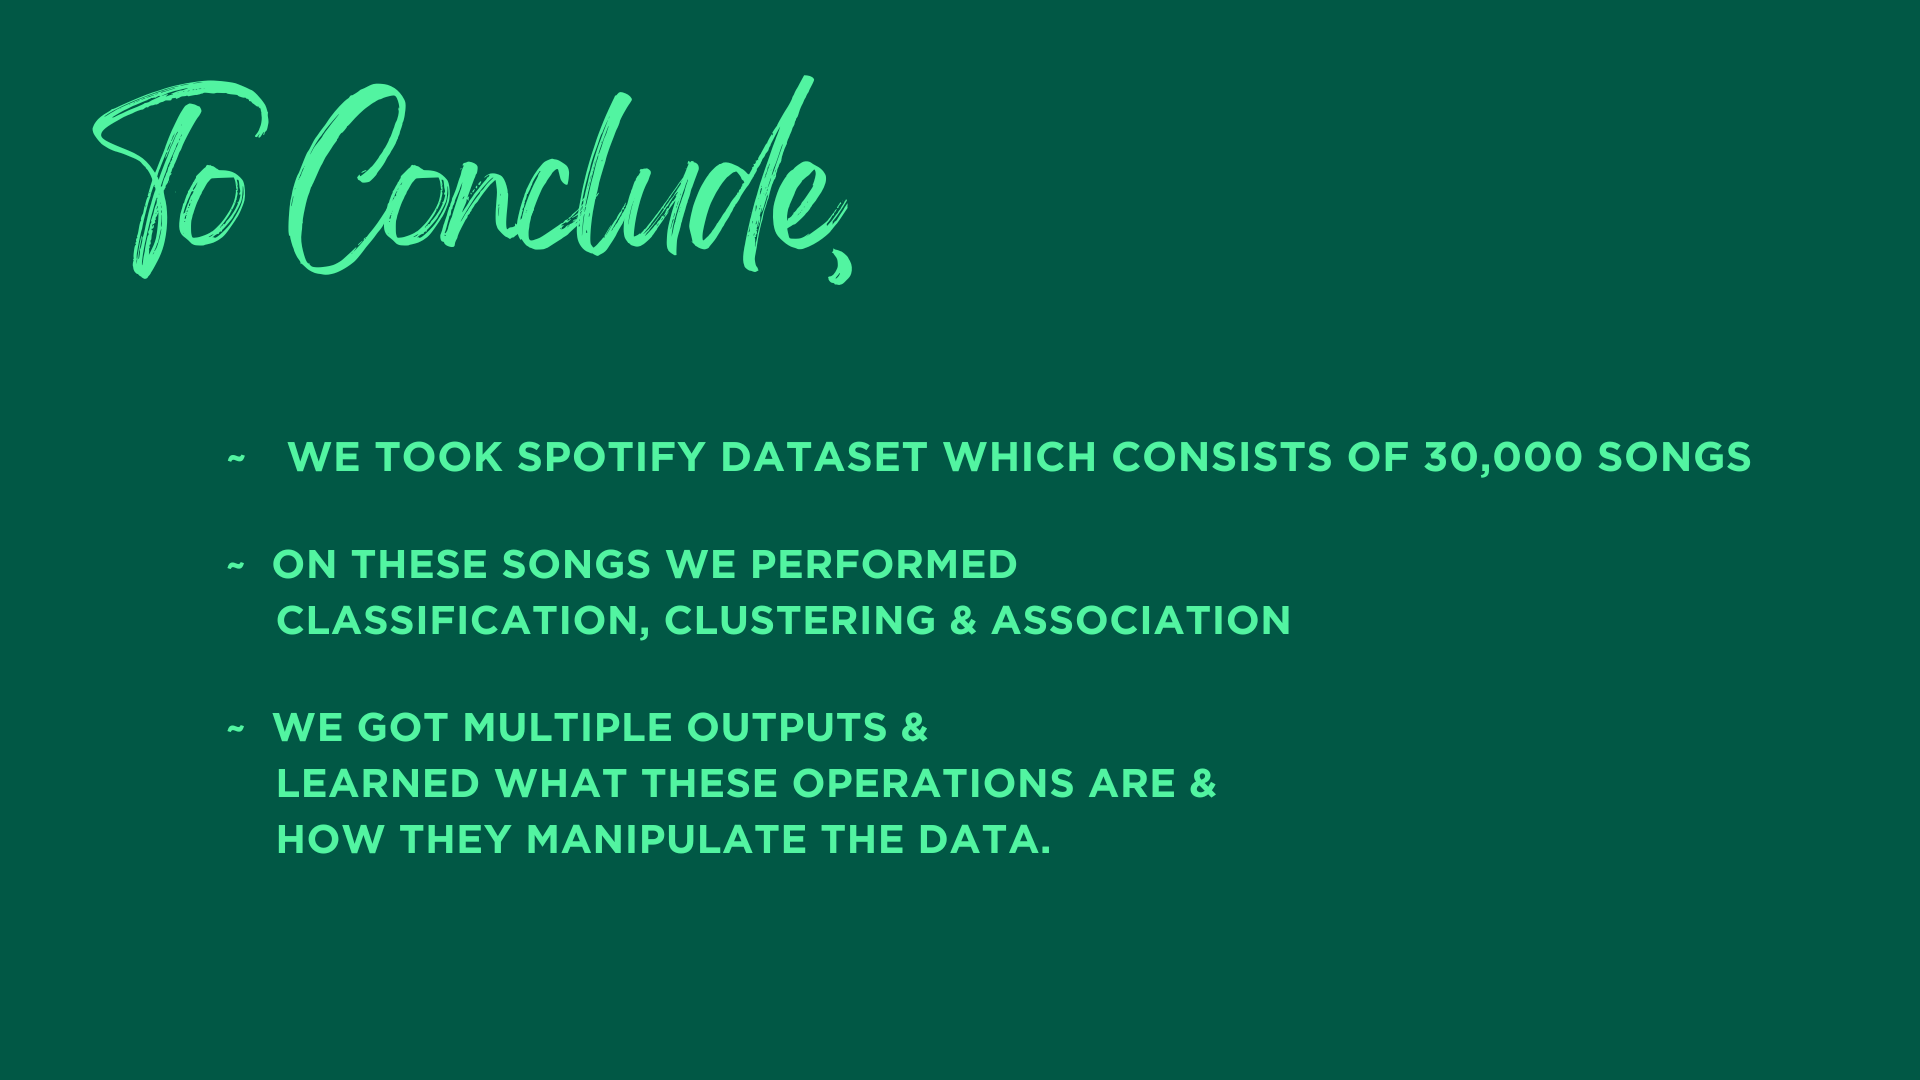 To Conclude,
~ WE TOOK SPOTIFY DATASET WHICH CONSISTS OF 30,000 SONGS
~ ON THESE SONGS WE PERFORMED
CLASSIFICATION, CLUSTERING & ASSOCIATION
~ WE GOT MULTIPLE OUTPUTS &
LEARNED WHAT THESE OPERATIONS ARE &
HOW THEY MANIPULATE THE DATA.